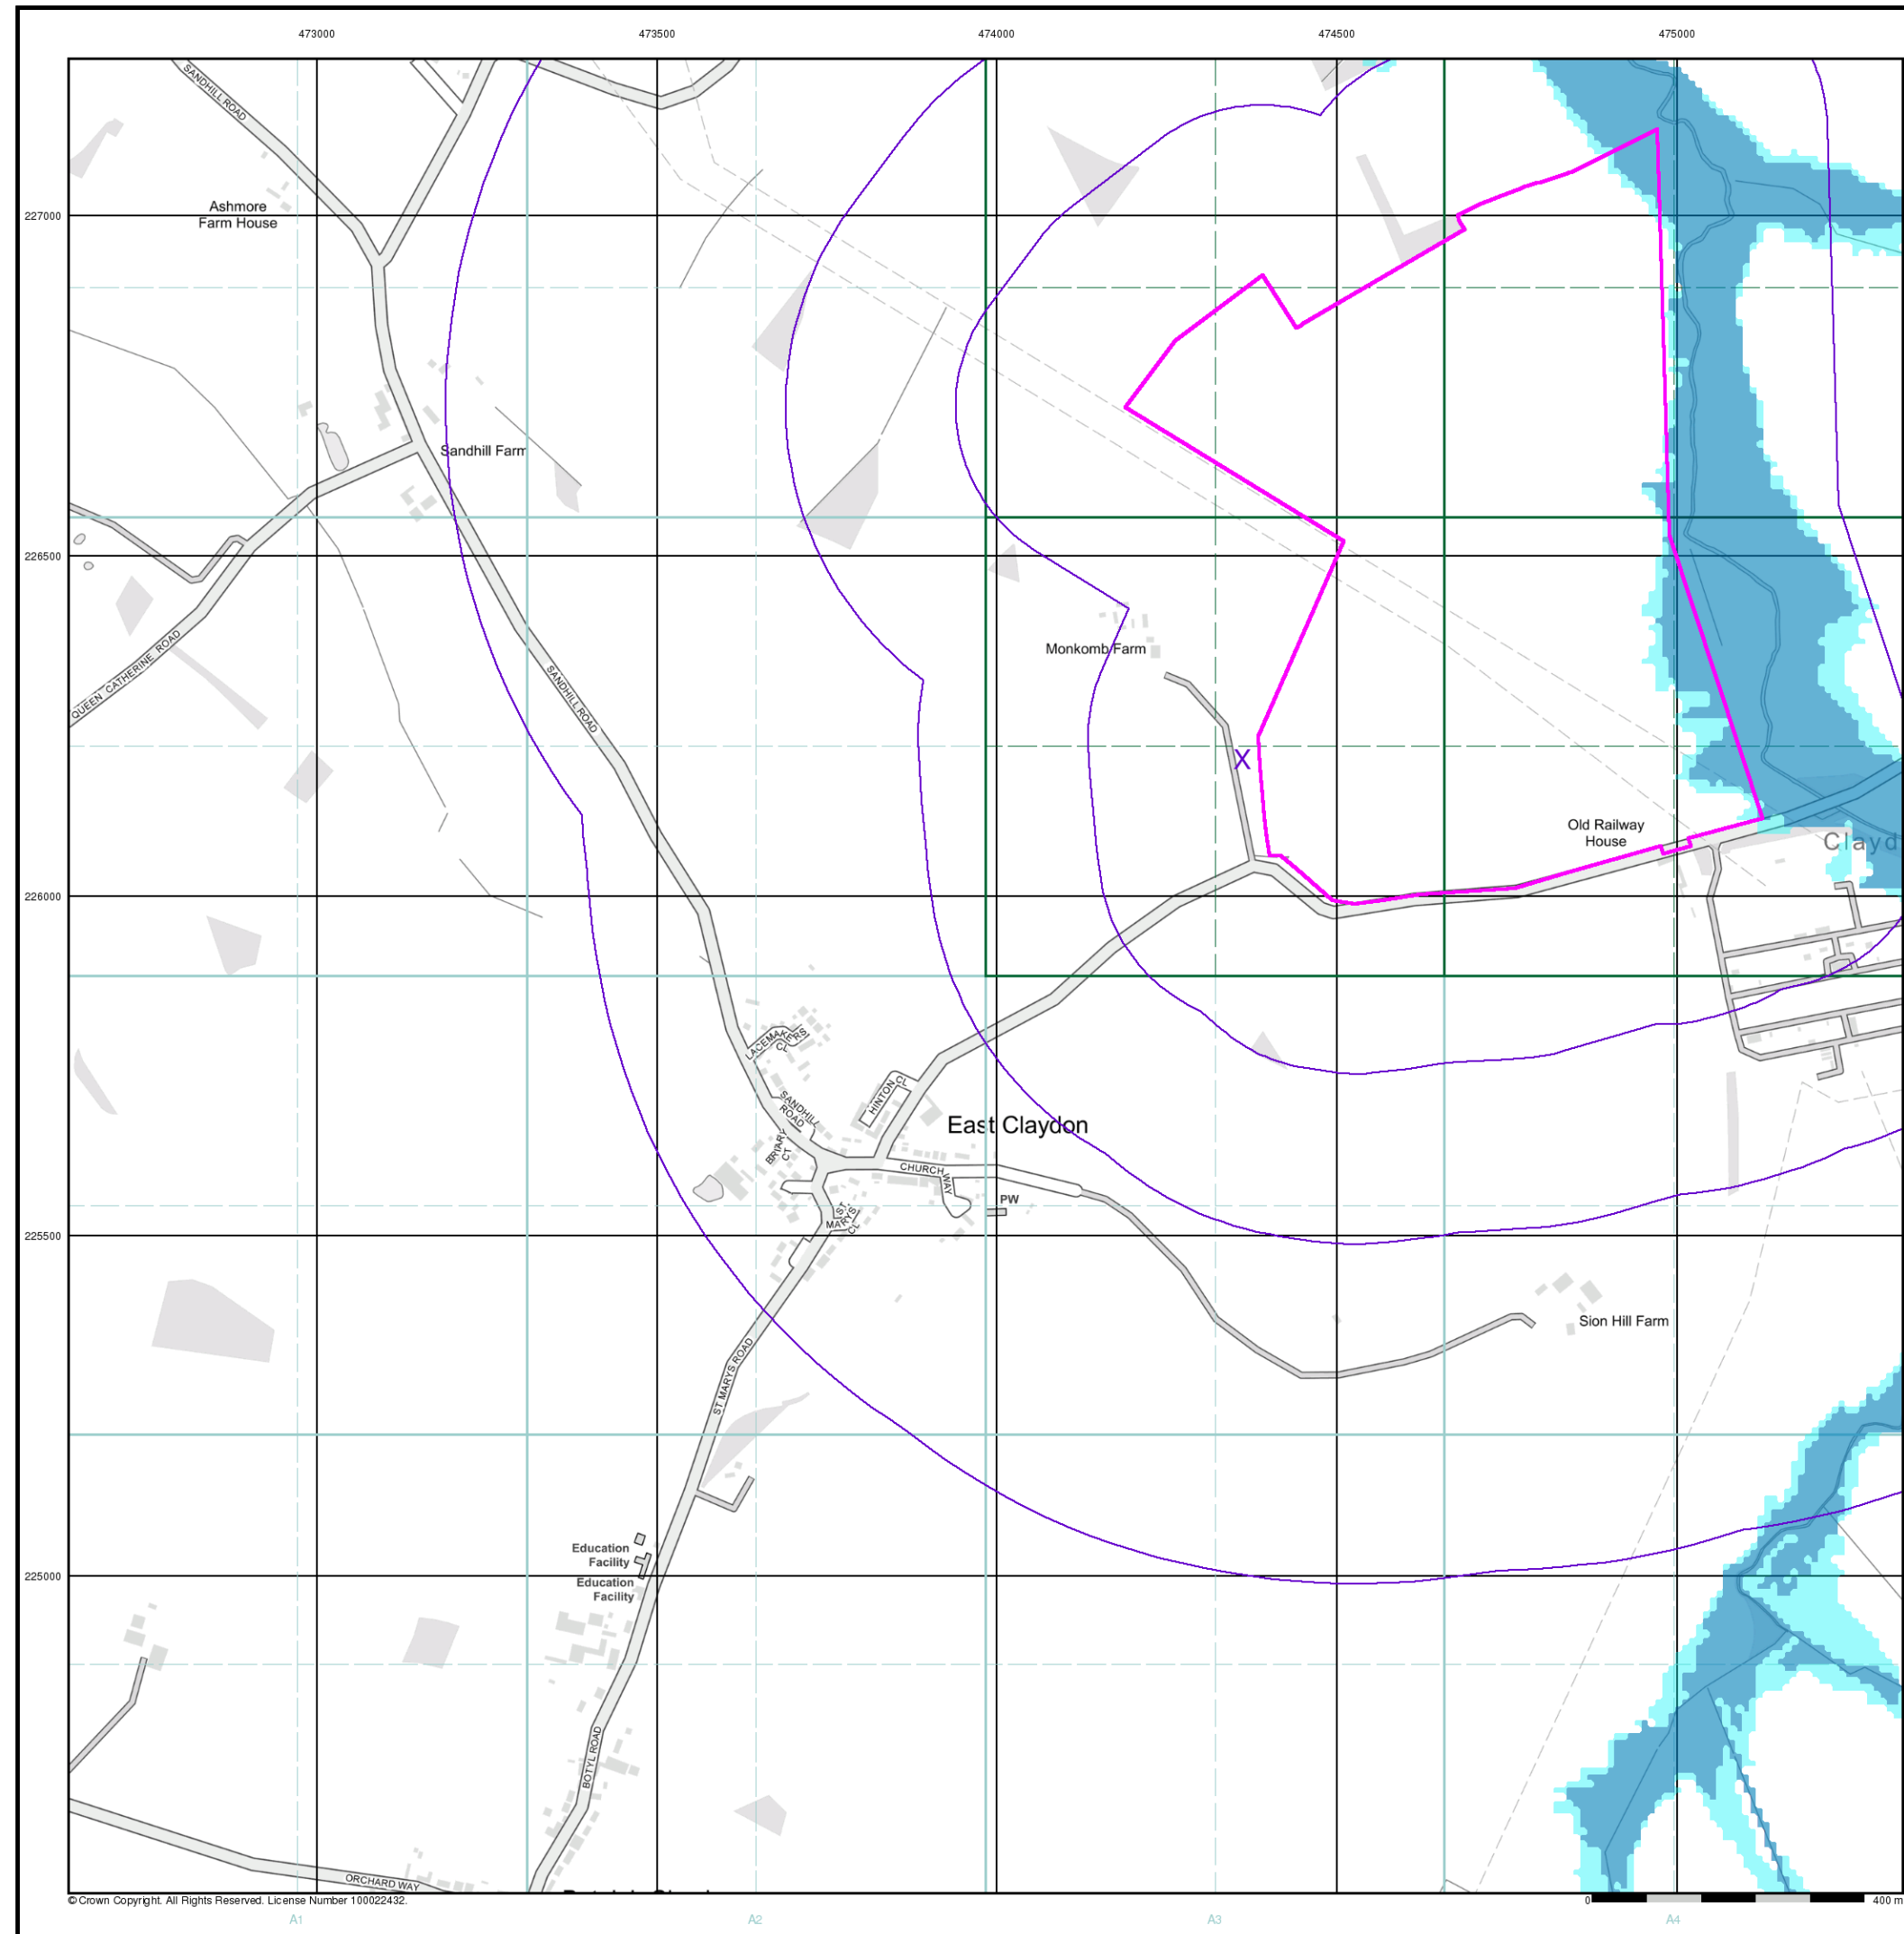 473000
473500
474000
474500
475000
SANDHILL ROAD
227000
Ashmore
Farm House
Sandhill Farm
226500
QUEEN CATHERINE ROAD
SANDHILL ROAD
Monkomb Farm
X
Old Railway
House
Clayd
226000
LACEMAKERS
CL
HINTON CL
SANDHILL
ROAD
BRIARY
CT
East Claydon
CHURCH WAY
PW
ST.
MARYS
CL
225500
Sion Hill Farm
ST MARYS ROAD
Education
Facility
Education
Facility
225000
BOTYL ROAD
ORCHARD WAY
© Crown Copyright. All Rights Reserved. License Number 100022432.
0
400 m
A1
A2
A3
A4